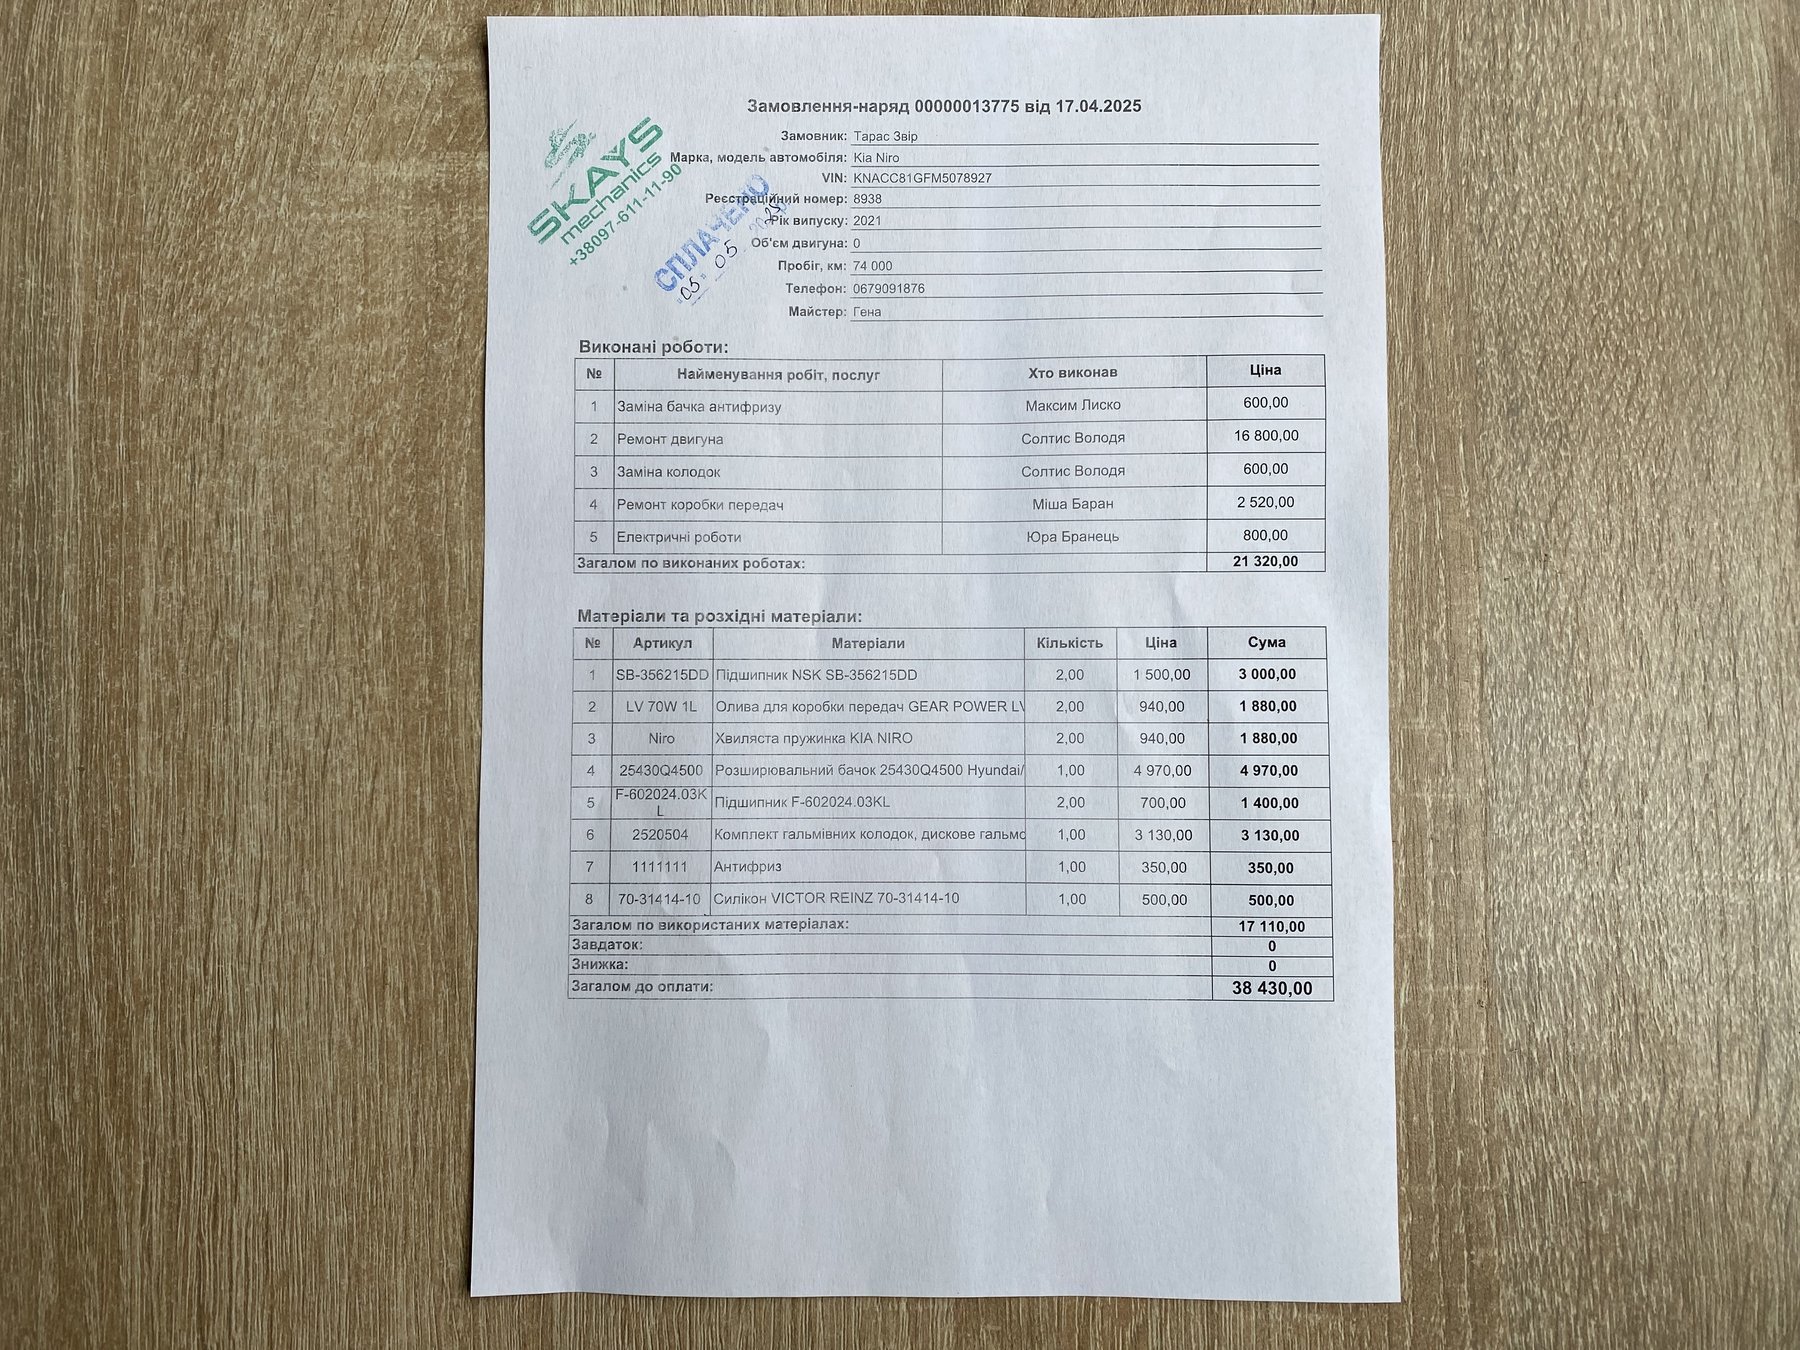 Замовлення-наряд 00000013775 від 17.04.2025
SKAYS
mechanics
+38097-611-11-90
СПЛАЧЕНО
05. 05 2025р.
Замовник: Тарас Звір
Марка, модель автомобіля: Kia Niro
VIN: KNACC81GFM5078927
Реєстраційний номер: 8938
Рік випуску: 2021
Об'єм двигуна: 0
Пробіг, км: 74 000
Телефон: 0679091876
Майстер: Гена
Виконані роботи:
№ Найменування робіт, послуг Хто виконав Ціна
1 Заміна бачка антифризу Максим Лиско 600,00
2 Ремонт двигуна Солтис Володя 16 800,00
3 Заміна колодок Солтис Володя 600,00
4 Ремонт коробки передач Міша Баран 2 520,00
5 Електричні роботи Юра Бранець 800,00
Загалом по виконаних роботах: 21 320,00
Матеріали та розхідні матеріали:
№ Артикул Матеріали Кількість Ціна Сума
1 SB-356215DD Підшипник NSK SB-356215DD 2,00 1 500,00 3 000,00
2 LV 70W 1L Олива для коробки передач GEAR POWER LV 2,00 940,00 1 880,00
3 Niro Хвиляста пружинка KIA NIRO 2,00 940,00 1 880,00
4 25430Q4500 Розширювальний бачок 25430Q4500 Hyundai/ 1,00 4 970,00 4 970,00
5 F-602024.03KL Підшипник F-602024.03KL 2,00 700,00 1 400,00
6 2520504 Комплект гальмівних колодок, дискове гальмо 1,00 3 130,00 3 130,00
7 1111111 Антифриз 1,00 350,00 350,00
8 70-31414-10 Силікон VICTOR REINZ 70-31414-10 1,00 500,00 500,00
Загалом по використаних матеріалах: 17 110,00
Завдаток: 0
Знижка: 0
Загалом до оплати: 38 430,00